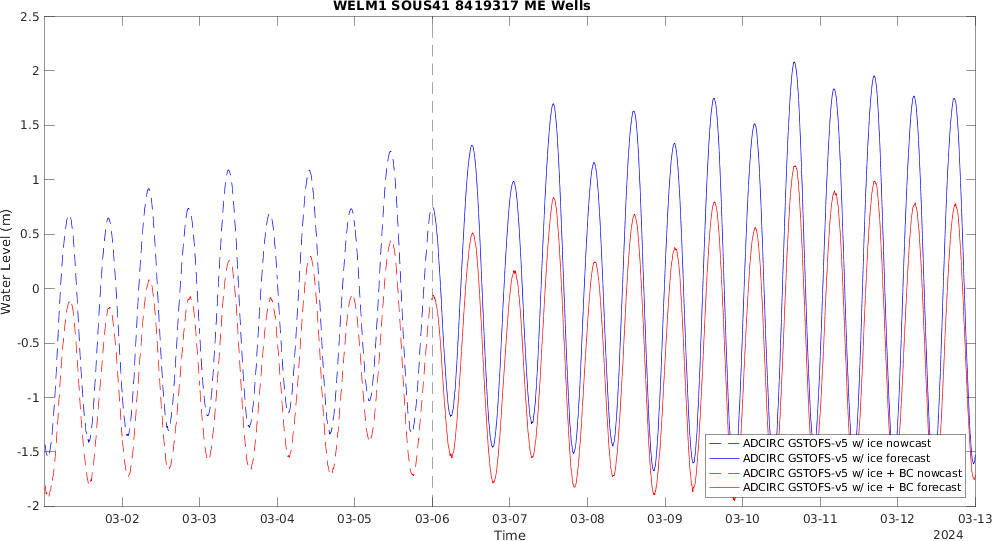 WELM1 SOUS41 8419317 ME Wells
2.5
2
1.5
1
0.5
0
-0.5
-1
-1.5
-2
Water Level (m)
ADCIRC GSTOFS-v5 w/ ice nowcast
ADCIRC GSTOFS-v5 w/ ice forecast
ADCIRC GSTOFS-v5 w/ ice + BC nowcast
ADCIRC GSTOFS-v5 w/ ice + BC forecast
03-02 03-03 03-04 03-05 03-06 03-07 03-08 03-09 03-10 03-11 03-12 03-13
Time
2024